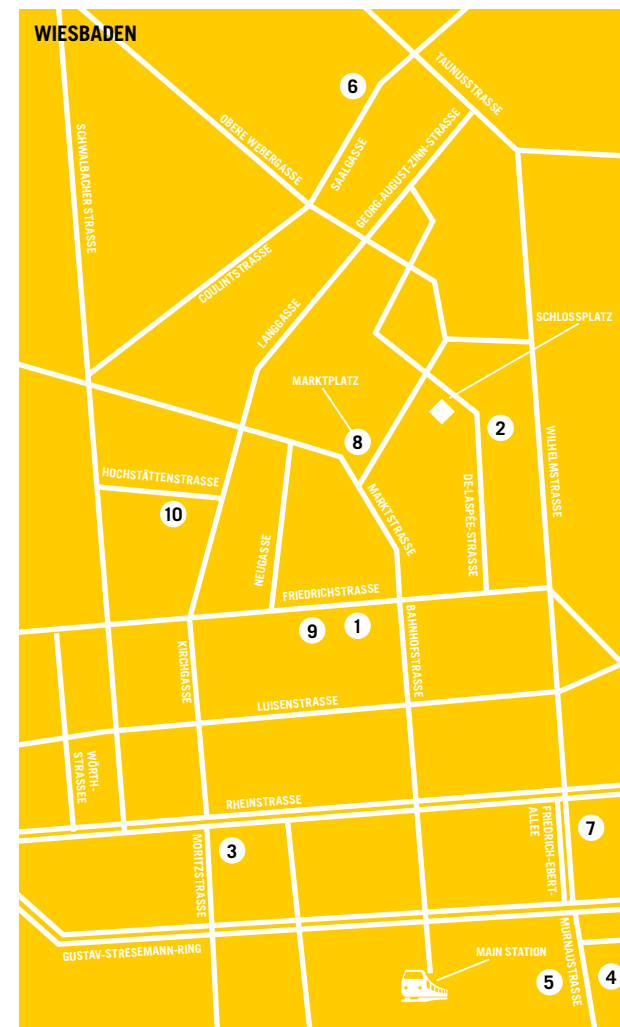 WIESBADEN
TAUNUSSTRASSE
6
OBERE WEBERGASSE
SAALGASSE
GEORG-AUGUST-ZINN-STRASSE
SCHWALBACHER STRASSE
COULINTSTRASSE
LANGGASSE
SCHLOSSPLATZ
MARKTPLATZ
8
2
WILHELMSTRASSE
HOCHSTÄTTENSTRASSE
10
MARKTSTRASSE
DE-LASPÉE-STRASSE
NEUGASSE
FRIEDRICHSTRASSE
9
1
BAHNHOFSTRASSE
KIRCHGASSE
LUISENSTRASSE
WÖRTH-
STRASSEE
RHEINSTRASSE
MORITZSTRASSE
3
FRIEDRICH-EBERT-
ALLEE
7
GUSTAV-STRESEMANN-RING
MAIN STATION
MURNAUSTRASSE
5
4